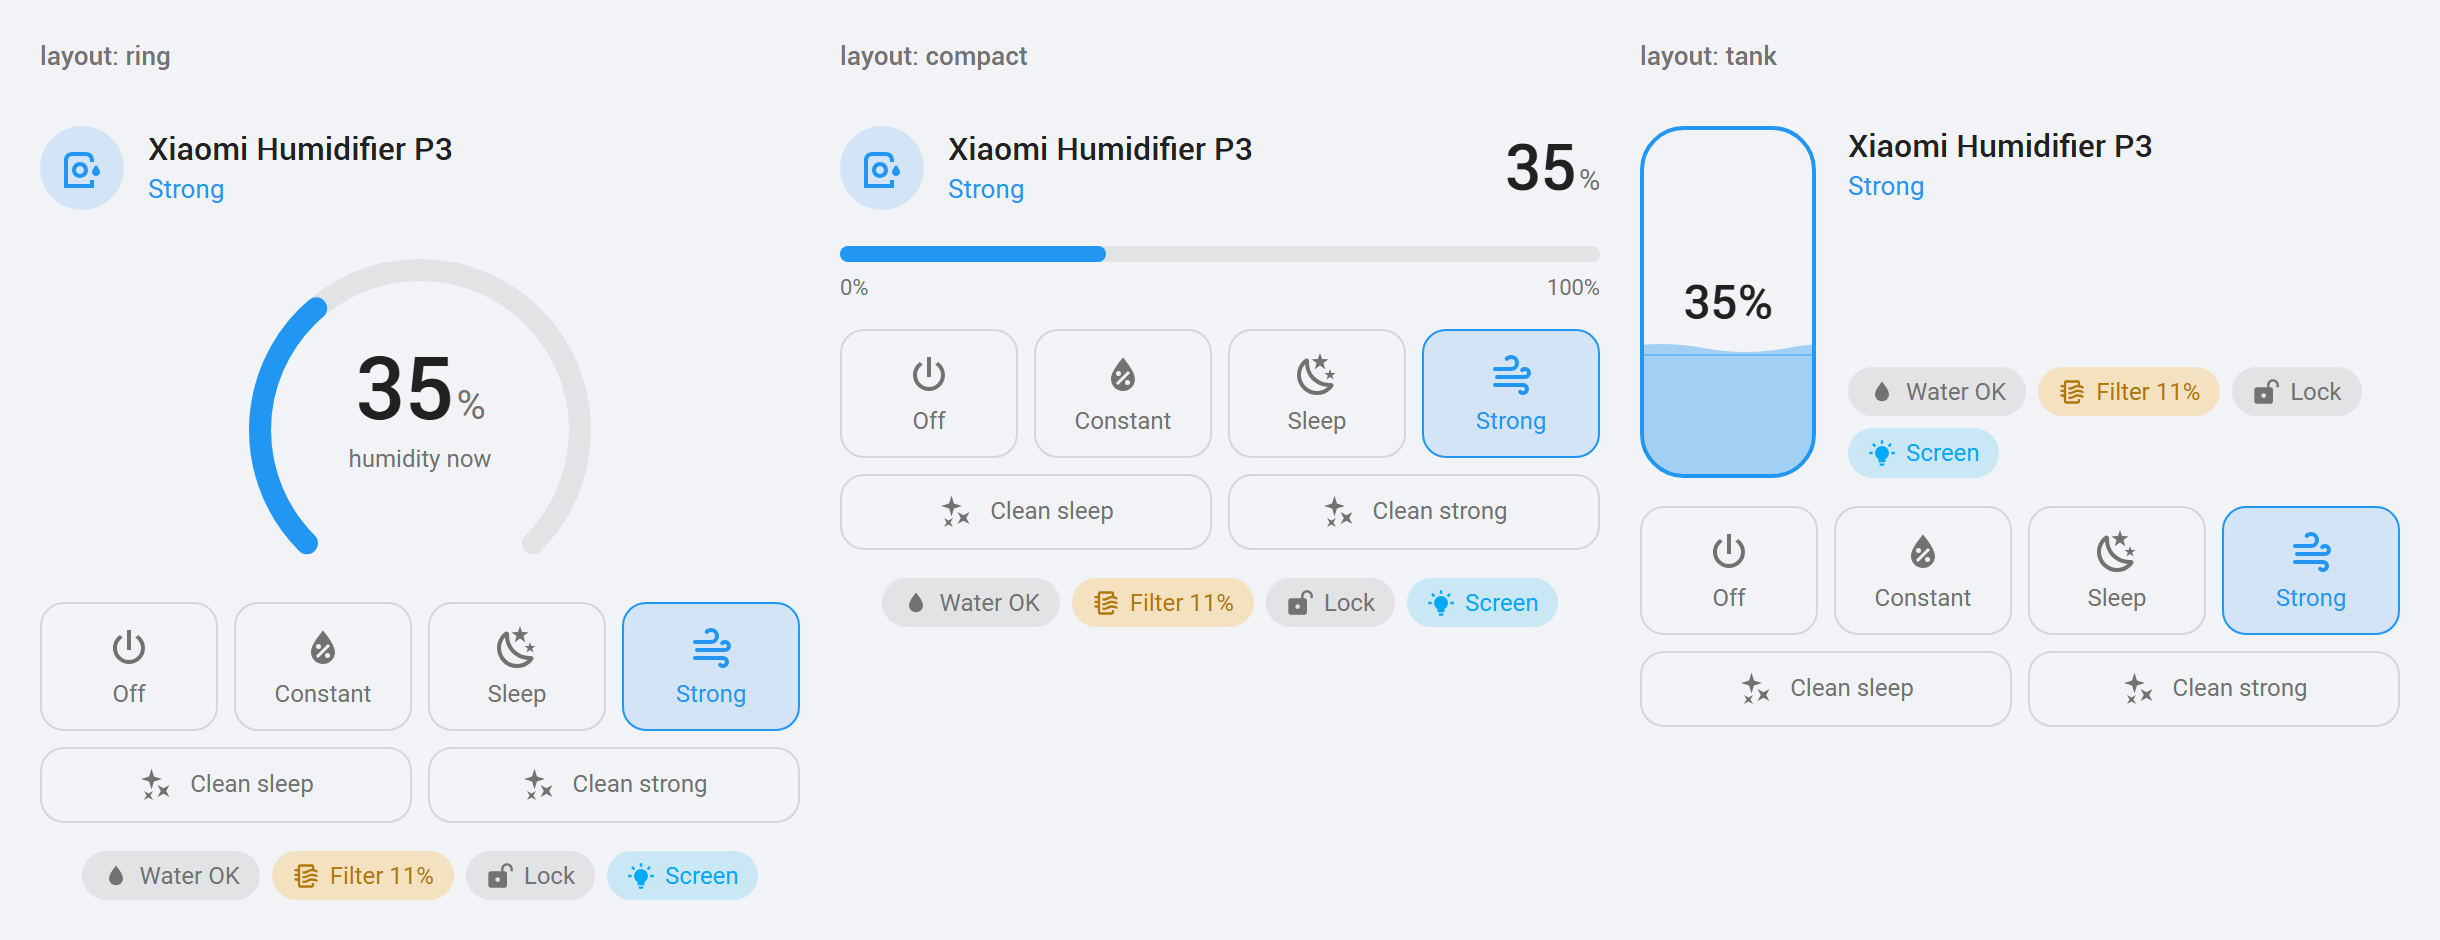 layout: ring
Xiaomi Humidifier P3
Strong
35%
humidity now
Off
Constant
Sleep
Strong
Clean sleep
Clean strong
Water OK
Filter 11%
Lock
Screen
layout: compact
Xiaomi Humidifier P3
Strong
35%
0%
100%
Off
Constant
Sleep
Strong
Clean sleep
Clean strong
Water OK
Filter 11%
Lock
Screen
layout: tank
Xiaomi Humidifier P3
Strong
35%
Water OK
Filter 11%
Lock
Screen
Off
Constant
Sleep
Strong
Clean sleep
Clean strong